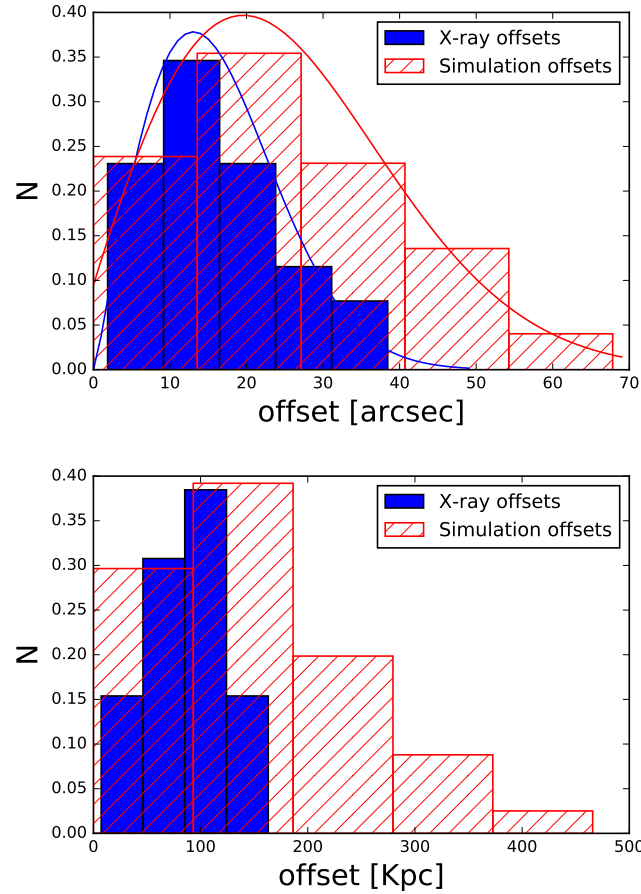 0.40
0.35
0.30
0.25
0.20
0.15
0.10
0.05
0.00
N
X-ray offsets
Simulation offsets
0 10 20 30 40 50 60 70
offset [arcsec]
0.40
0.35
0.30
0.25
0.20
0.15
0.10
0.05
0.00
N
X-ray offsets
Simulation offsets
0 100 200 300 400 500
offset [Kpc]